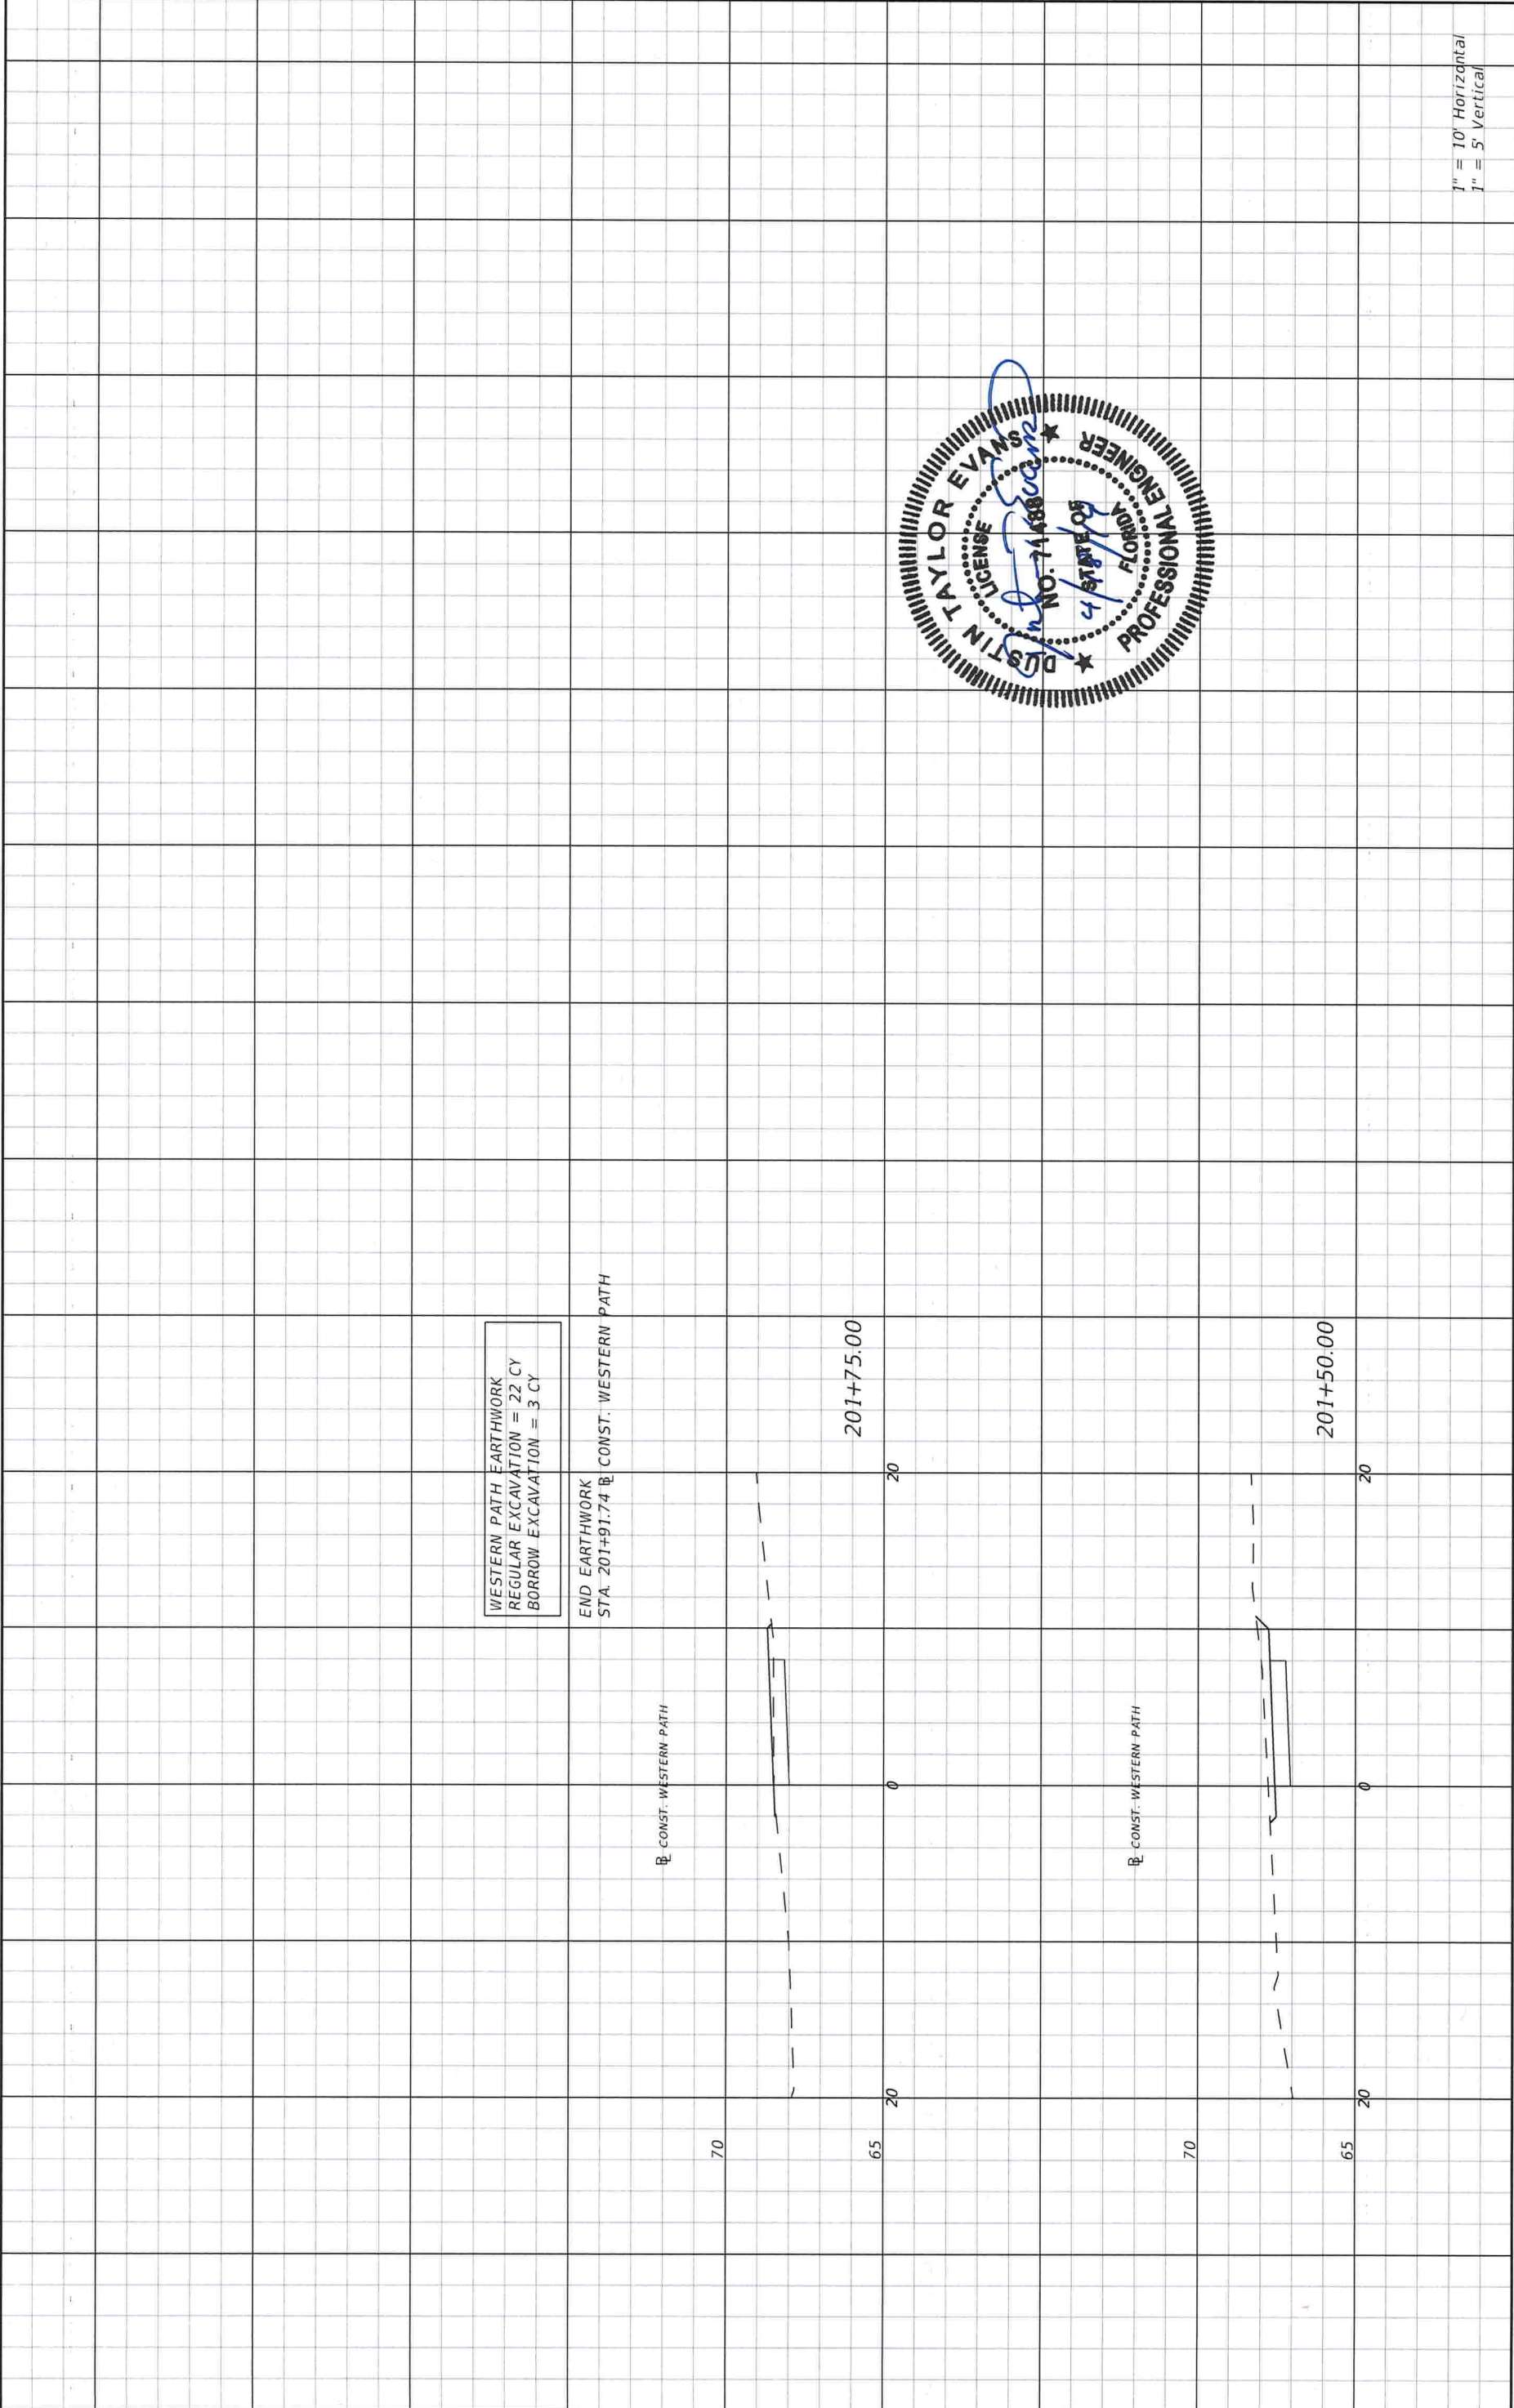 WESTERN PATH EARTHWORK
REGULAR EXCAVATION = 22 CY
BORROW EXCAVATION = 3 CY
END EARTHWORK
STA. 201+91.74 ℄ CONST. WESTERN PATH
℄ CONST. WESTERN PATH
70
65
201+75.00
20
0
20
℄ CONST. WESTERN PATH
70
65
201+50.00
20
0
20
DUSTIN TAYLOR EVANS
LICENSE
STATE OF
FLORIDA
PROFESSIONAL ENGINEER
1" = 10' Horizontal
1" = 5' Vertical